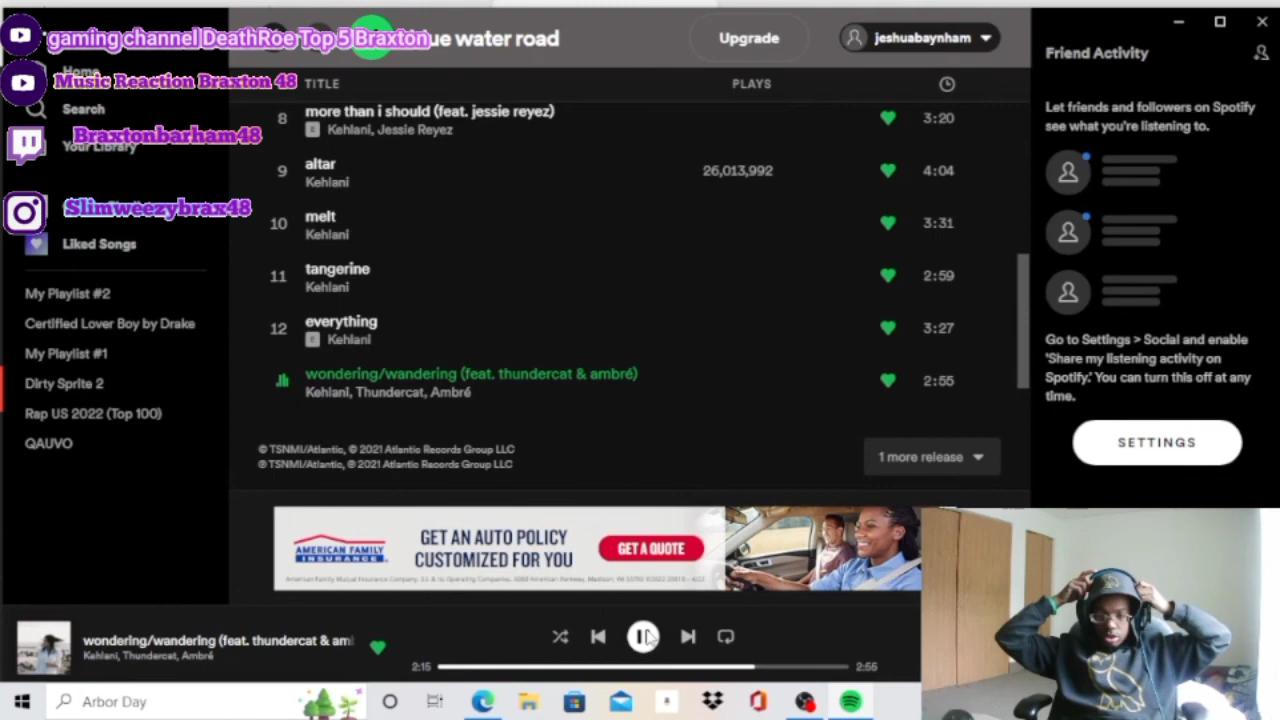 gaming channel DeathRoe Top 5 Braxton
ue water road
Upgrade
jeshuabaynham
Friend Activity
Home
Music Reaction Braxton 48
TITLE
PLAYS
Search
Braxtonbarham48
Your Library
Slimweezybrax48
Liked Songs
My Playlist #2
Certified Lover Boy by Drake
My Playlist #1
Dirty Sprite 2
Rap US 2022 (Top 100)
QAUVO
8 more than i should (feat. jessie reyez) 3:20
E Kehlani, Jessie Reyez
9 altar 26,013,992 4:04
Kehlani
10 melt 3:31
Kehlani
11 tangerine 2:59
Kehlani
12 everything 3:27
E Kehlani
wondering/wandering (feat. thundercat & ambré) 2:55
Kehlani, Thundercat, Ambré
© TSNMI/Atlantic, © 2021 Atlantic Records Group LLC
℗ TSNMI/Atlantic, ℗ 2021 Atlantic Records Group LLC
1 more release
Let friends and followers on Spotify
see what you're listening to.
Go to Settings > Social and enable
'Share my listening activity on
Spotify.' You can turn this off at any
time.
SETTINGS
AMERICAN FAMILY
INSURANCE
GET AN AUTO POLICY
CUSTOMIZED FOR YOU
GET A QUOTE
wondering/wandering (feat. thundercat & am
Kehlani, Thundercat, Ambré
2:15
2:55
Arbor Day